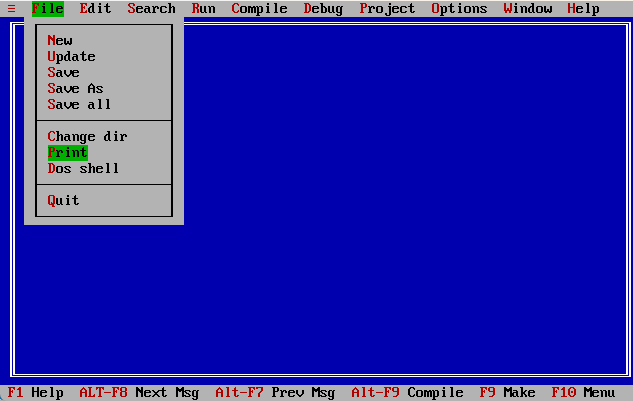 ≡ File Edit Search Run Compile Debug Project Options Window Help
New
Update
Save
Save As
Save all
Change dir
Print
Dos shell
Quit
F1 Help ALT-F8 Next Msg Alt-F7 Prev Msg Alt-F9 Compile F9 Make F10 Menu